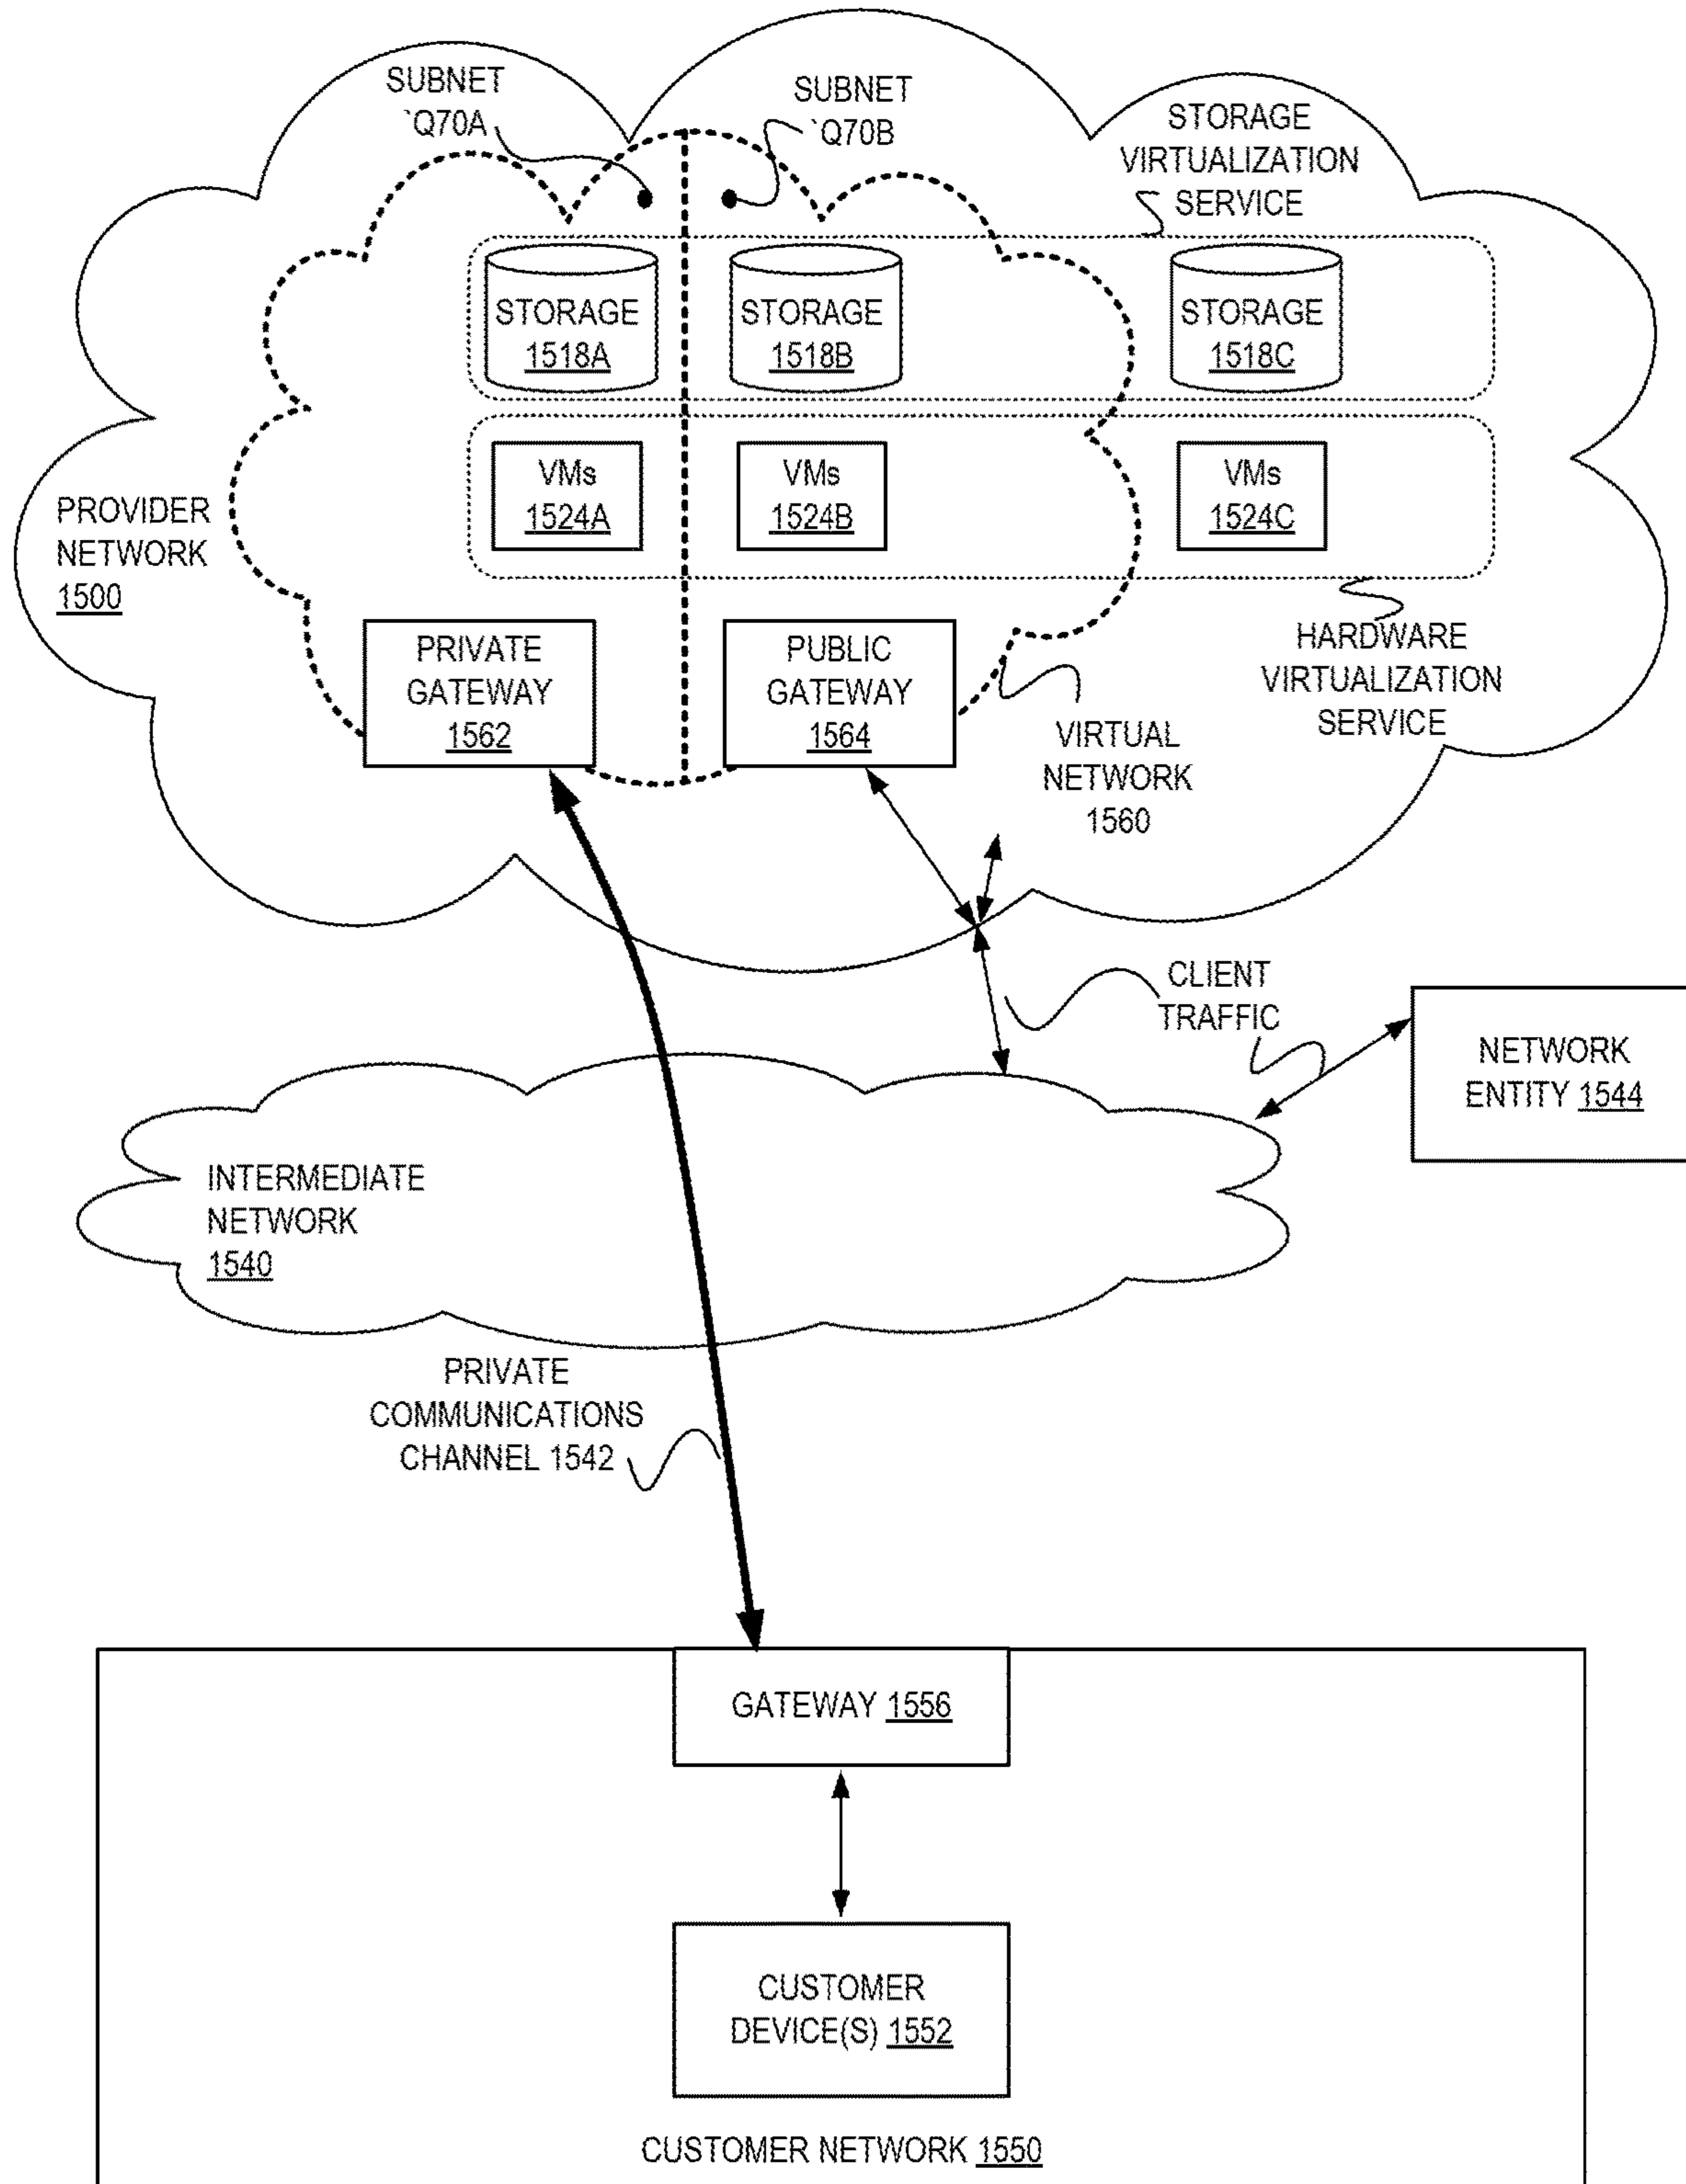 SUBNET
`Q70A
SUBNET
`Q70B
STORAGE
VIRTUALIZATION
SERVICE
STORAGE
1518A
STORAGE
1518B
STORAGE
1518C
VMs
1524A
VMs
1524B
VMs
1524C
PROVIDER
NETWORK
1500
PRIVATE
GATEWAY
1562
PUBLIC
GATEWAY
1564
HARDWARE
VIRTUALIZATION
SERVICE
VIRTUAL
NETWORK
1560
CLIENT
TRAFFIC
NETWORK
ENTITY 1544
INTERMEDIATE
NETWORK
1540
PRIVATE
COMMUNICATIONS
CHANNEL 1542
GATEWAY 1556
CUSTOMER
DEVICE(S) 1552
CUSTOMER NETWORK 1550